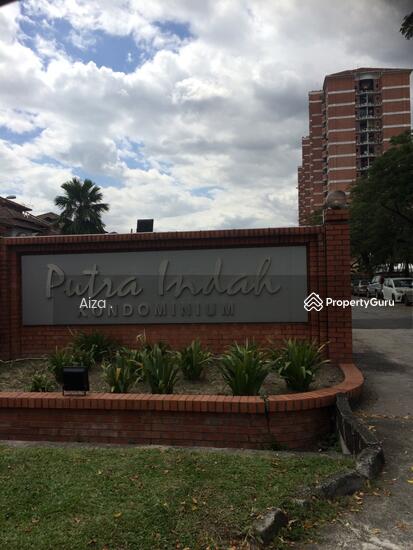 Putra Indah
Aiza
KONDOMINIUM
PropertyGuru